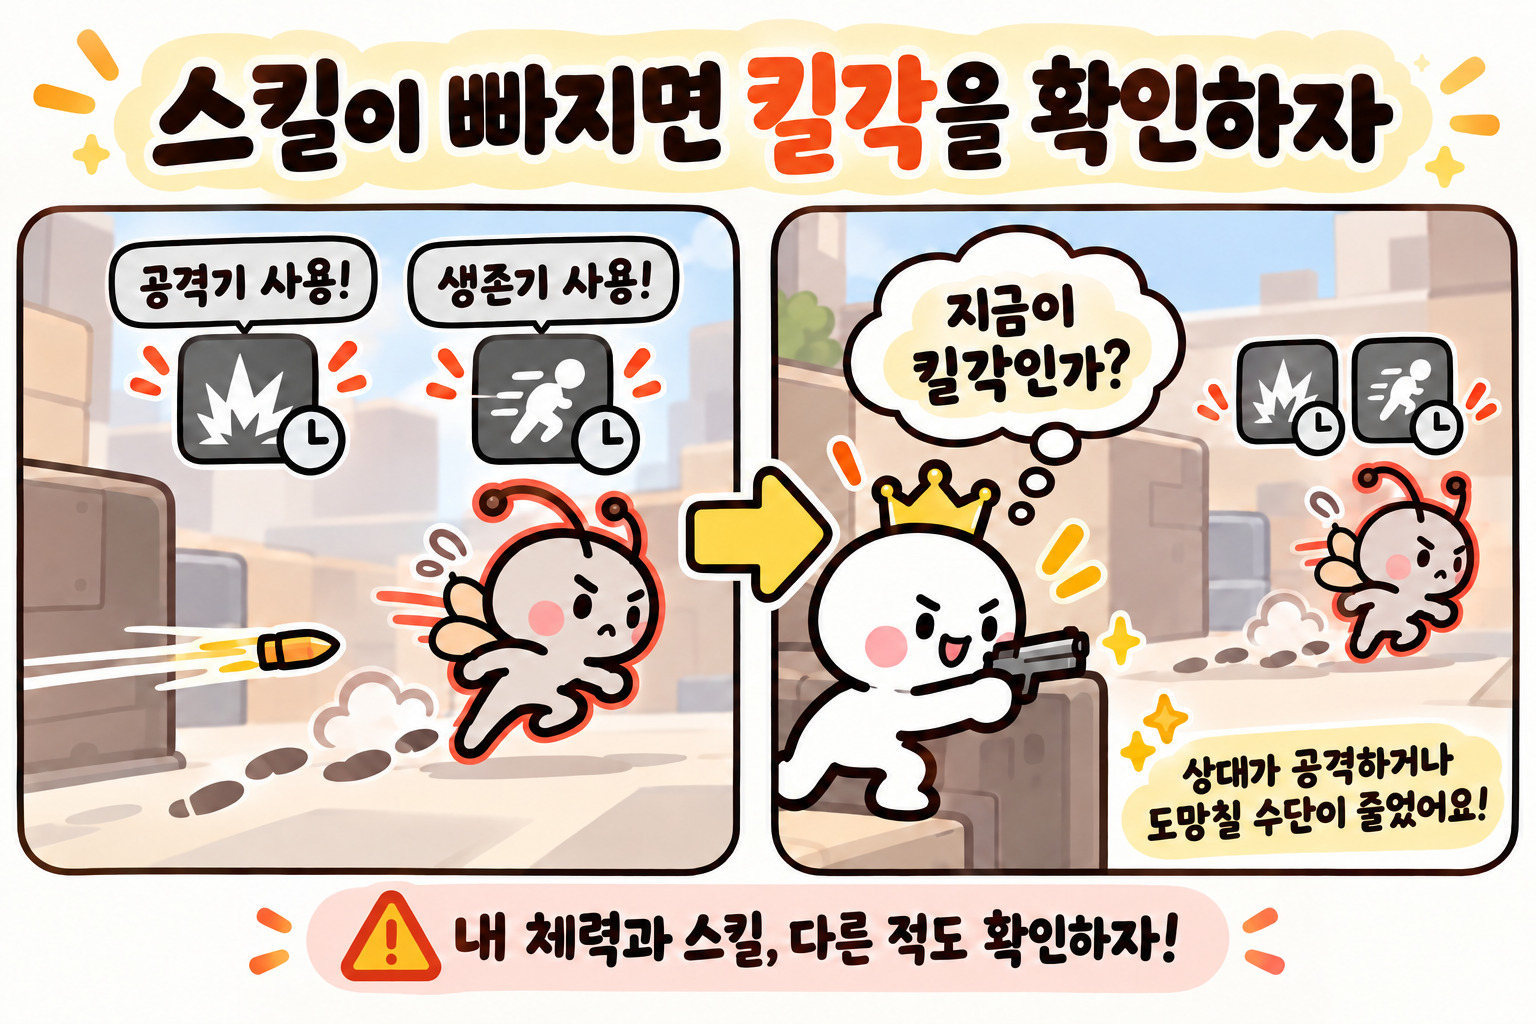 스킬이 빠지면 킬각을 확인하자
공격기 사용!
생존기 사용!
지금이
킬각인가?
상대가 공격하거나
도망칠 수단이 줄었어요!
내 체력과 스킬, 다른 적도 확인하자!